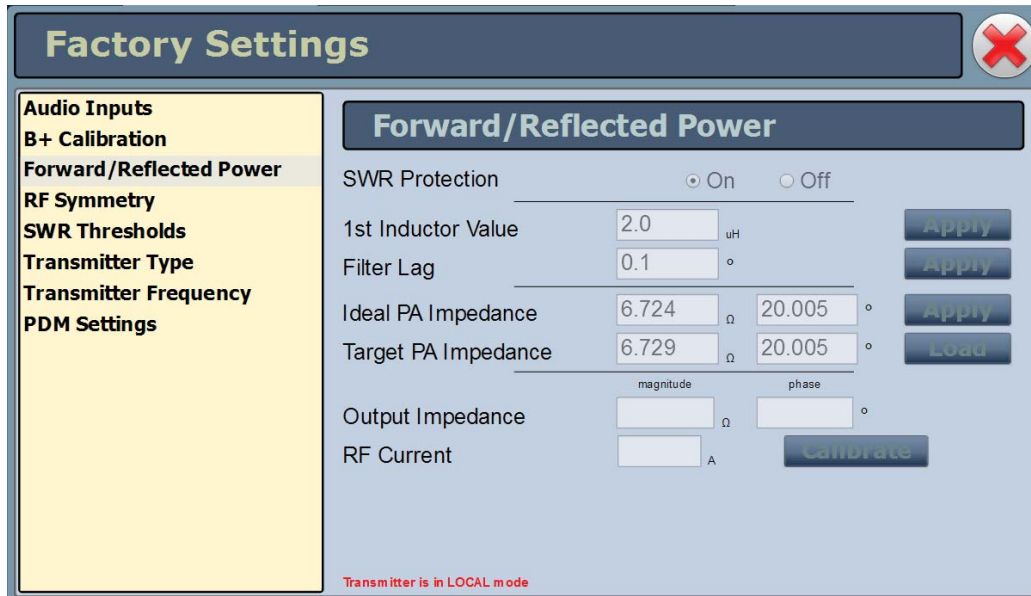 Factory Settings
Audio Inputs
B+ Calibration
Forward/Reflected Power
RF Symmetry
SWR Thresholds
Transmitter Type
Transmitter Frequency
PDM Settings
Forward/Reflected Power
SWR Protection On Off
1st Inductor Value 2.0 uH Apply
Filter Lag 0.1 ° Apply
Ideal PA Impedance 6.724 Ω 20.005 ° Apply
Target PA Impedance 6.729 Ω 20.005 ° Load
magnitude phase
Output Impedance Ω °
RF Current A Calibrate
Transmitter is in LOCAL mode